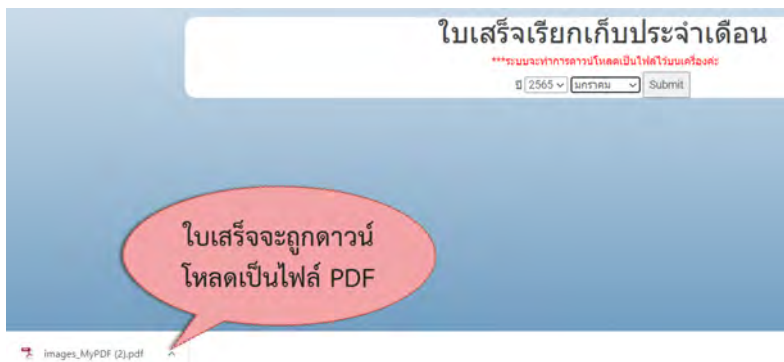 ใบเสร็จเรียกเก็บประจำเดือน
***ระบบจะทำการดาวน์โหลดเป็นไฟล์ไว้บนเครื่องค่ะ
ปี 2565 มกราคม Submit
ใบเสร็จจะถูกดาวน์
โหลดเป็นไฟล์ PDF
images_MyPDF (2).pdf